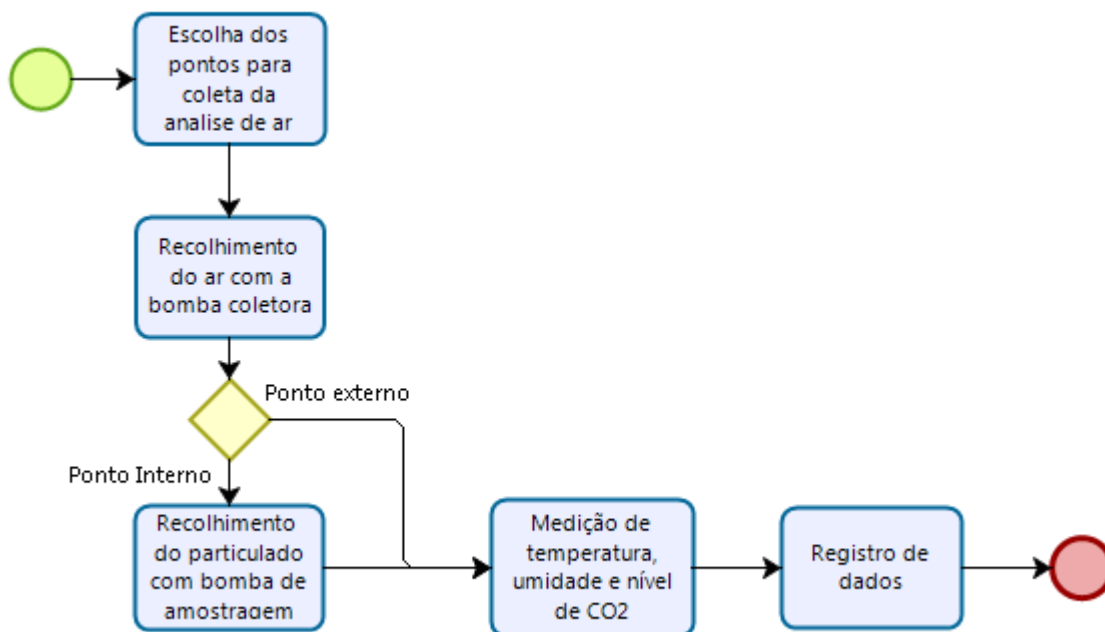 Escolha dos
pontos para
coleta da
analise de ar
Recolhimento
do ar com a
bomba coletora
Ponto externo
Ponto Interno
Recolhimento
do particulado
com bomba de
amostragem
Medição de
temperatura,
umidade e nível
de CO2
Registro de
dados